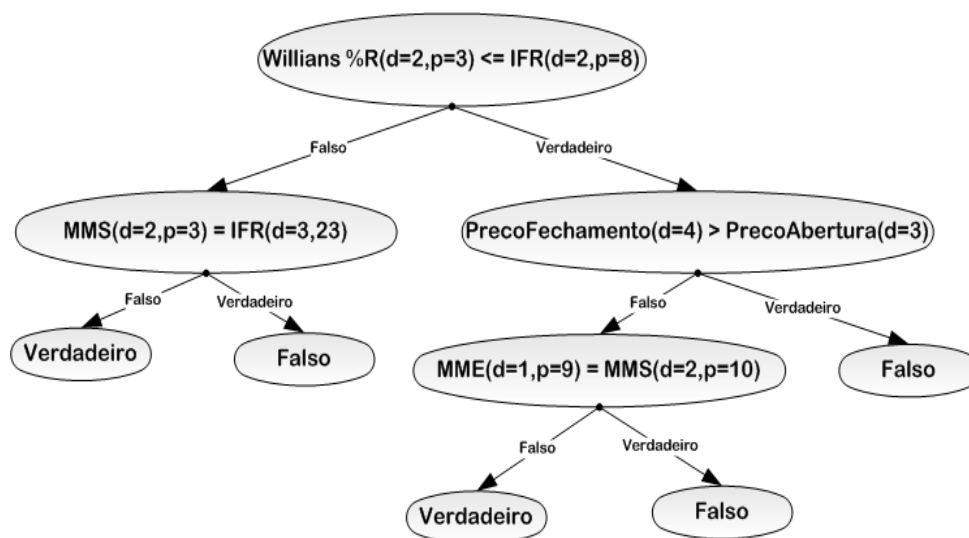 Willians %R(d=2,p=3) <= IFR(d=2,p=8)
Falso
Verdadeiro
MMS(d=2,p=3) = IFR(d=3,23)
PrecoFechamento(d=4) > PrecoAbertura(d=3)
Falso
Verdadeiro
Falso
Verdadeiro
Verdadeiro
Falso
MME(d=1,p=9) = MMS(d=2,p=10)
Falso
Falso
Verdadeiro
Verdadeiro
Falso